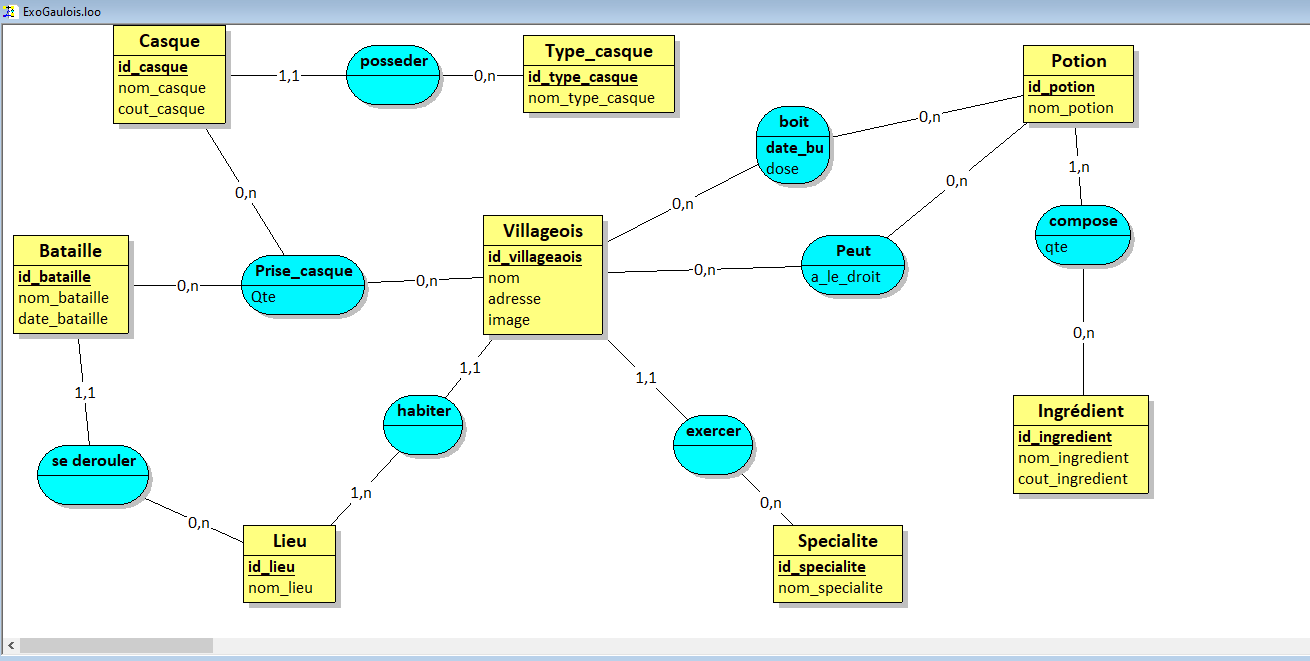 ExoGaulois.loo
Casque
id_casque
nom_casque
cout_casque
1,1
posseder
0,n
Type_casque
id_type_casque
nom_type_casque
Potion
id_potion
nom_potion
boit
date_bu
dose
0,n
0,n
0,n
1,n
0,n
compose
qte
Villageois
id_villageaois
nom
adresse
image
Bataille
id_bataille
nom_bataille
date_bataille
0,n
Prise_casque
Qte
0,n
0,n
Peut
a_le_droit
0,n
1,1
1,1
1,1
habiter
exercer
se derouler
Ingrédient
id_ingredient
nom_ingredient
cout_ingredient
1,n
0,n
0,n
Lieu
id_lieu
nom_lieu
Specialite
id_specialite
nom_specialite